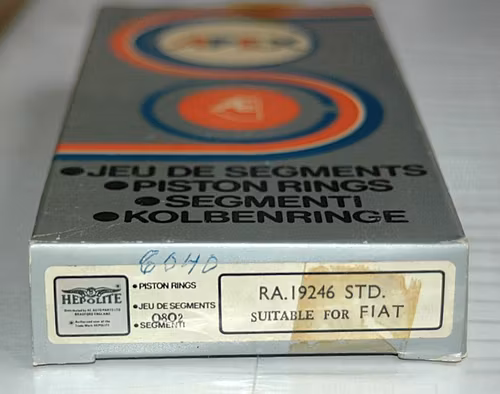 APEX
●JEU DE SEGMENTS
●PISTON RINGS
●SEGMENTI
●KOLBENRINGE
6040
HEPOLITE
●PISTON RINGS
●JEU DE SEGMENTS
0802
●SEGMENTI
RA.19246 STD.
SUITABLE FOR FIAT